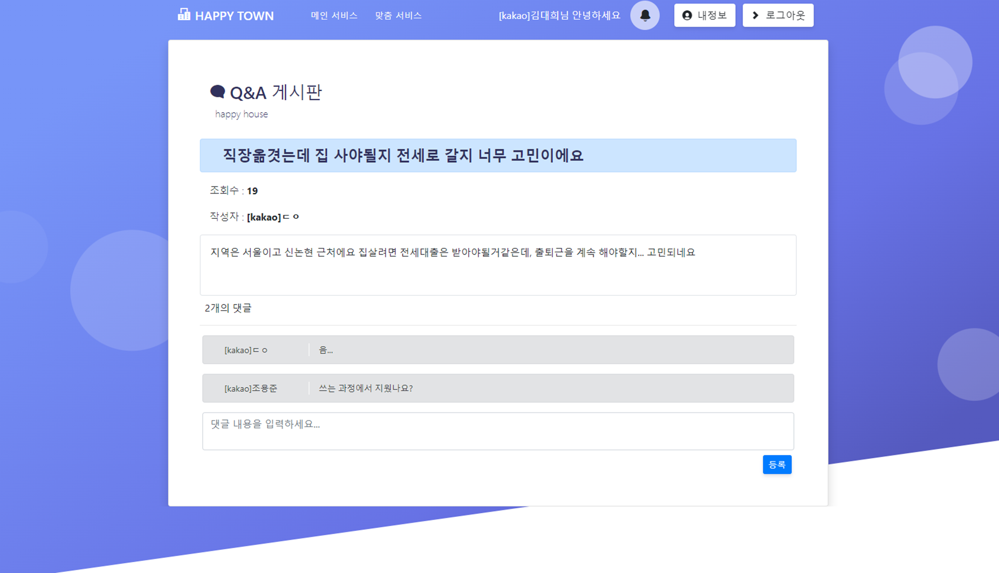 HAPPY TOWN 메인 서비스 맞춤 서비스 [kakao]김대희님 안녕하세요 내정보 로그아웃
Q&A 게시판
happy house
직장옮겻는데 집 사야될지 전세로 갈지 너무 고민이에요
조회수 : 19
작성자 : [kakao]ㄷㅇ
지역은 서울이고 신논현 근처에요 집살려면 전세대출은 받아야될거같은데, 출퇴근을 계속 해야할지... 고민되네요
2개의 댓글
[kakao]ㄷㅇ 음...
[kakao]조용준 쓰는 과정에서 지웠나요?
댓글 내용을 입력하세요...
등록